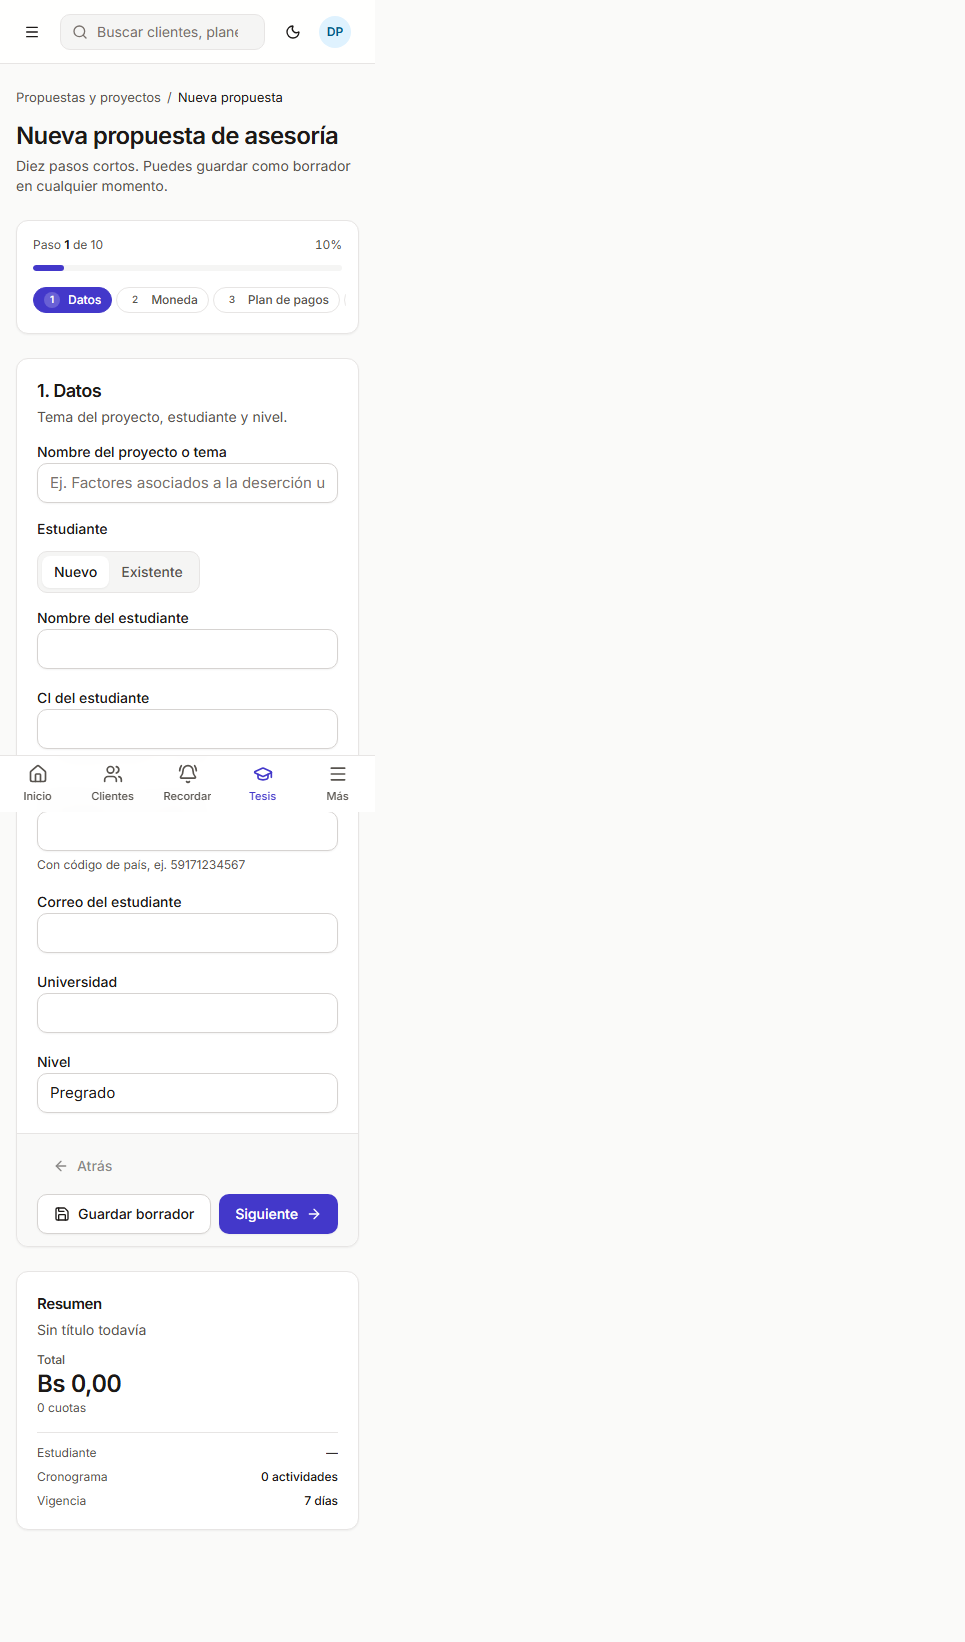 Buscar clientes, plane
DP
Propuestas y proyectos / Nueva propuesta
Nueva propuesta de asesoría
Diez pasos cortos. Puedes guardar como borrador
en cualquier momento.
Paso 1 de 10
10%
1 Datos
2 Moneda
3 Plan de pagos
1. Datos
Tema del proyecto, estudiante y nivel.
Nombre del proyecto o tema
Ej. Factores asociados a la deserción u
Estudiante
Nuevo
Existente
Nombre del estudiante
CI del estudiante
Inicio
Clientes
Recordar
Tesis
Más
Con código de país, ej. 59171234567
Correo del estudiante
Universidad
Nivel
Pregrado
Atrás
Guardar borrador
Siguiente
Resumen
Sin título todavía
Total
Bs 0,00
0 cuotas
Estudiante —
Cronograma 0 actividades
Vigencia 7 días